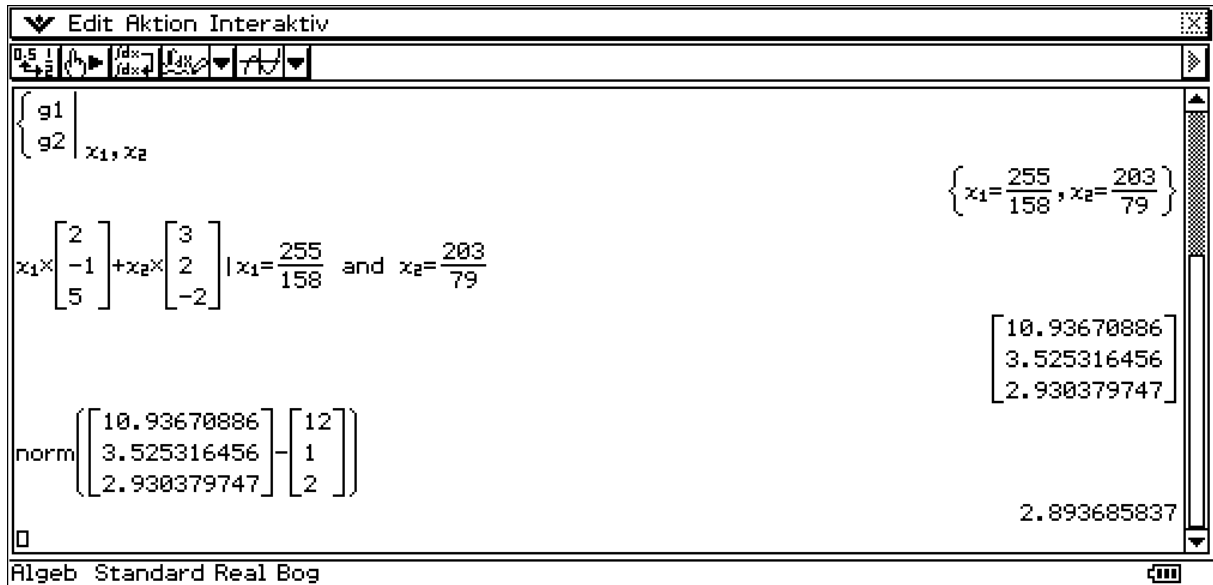 Edit Aktion Interaktiv
{ g1
g2 | x₁, x₂
{x₁=255/158, x₂=203/79}
x₁×[2 -1 5]+x₂×[3 2 -2]|x₁=255/158 and x₂=203/79
[10.93670886
3.525316456
2.930379747]
norm([10.93670886 3.525316456 2.930379747]-[12 1 2])
2.893685837
Algeb Standard Real Bog